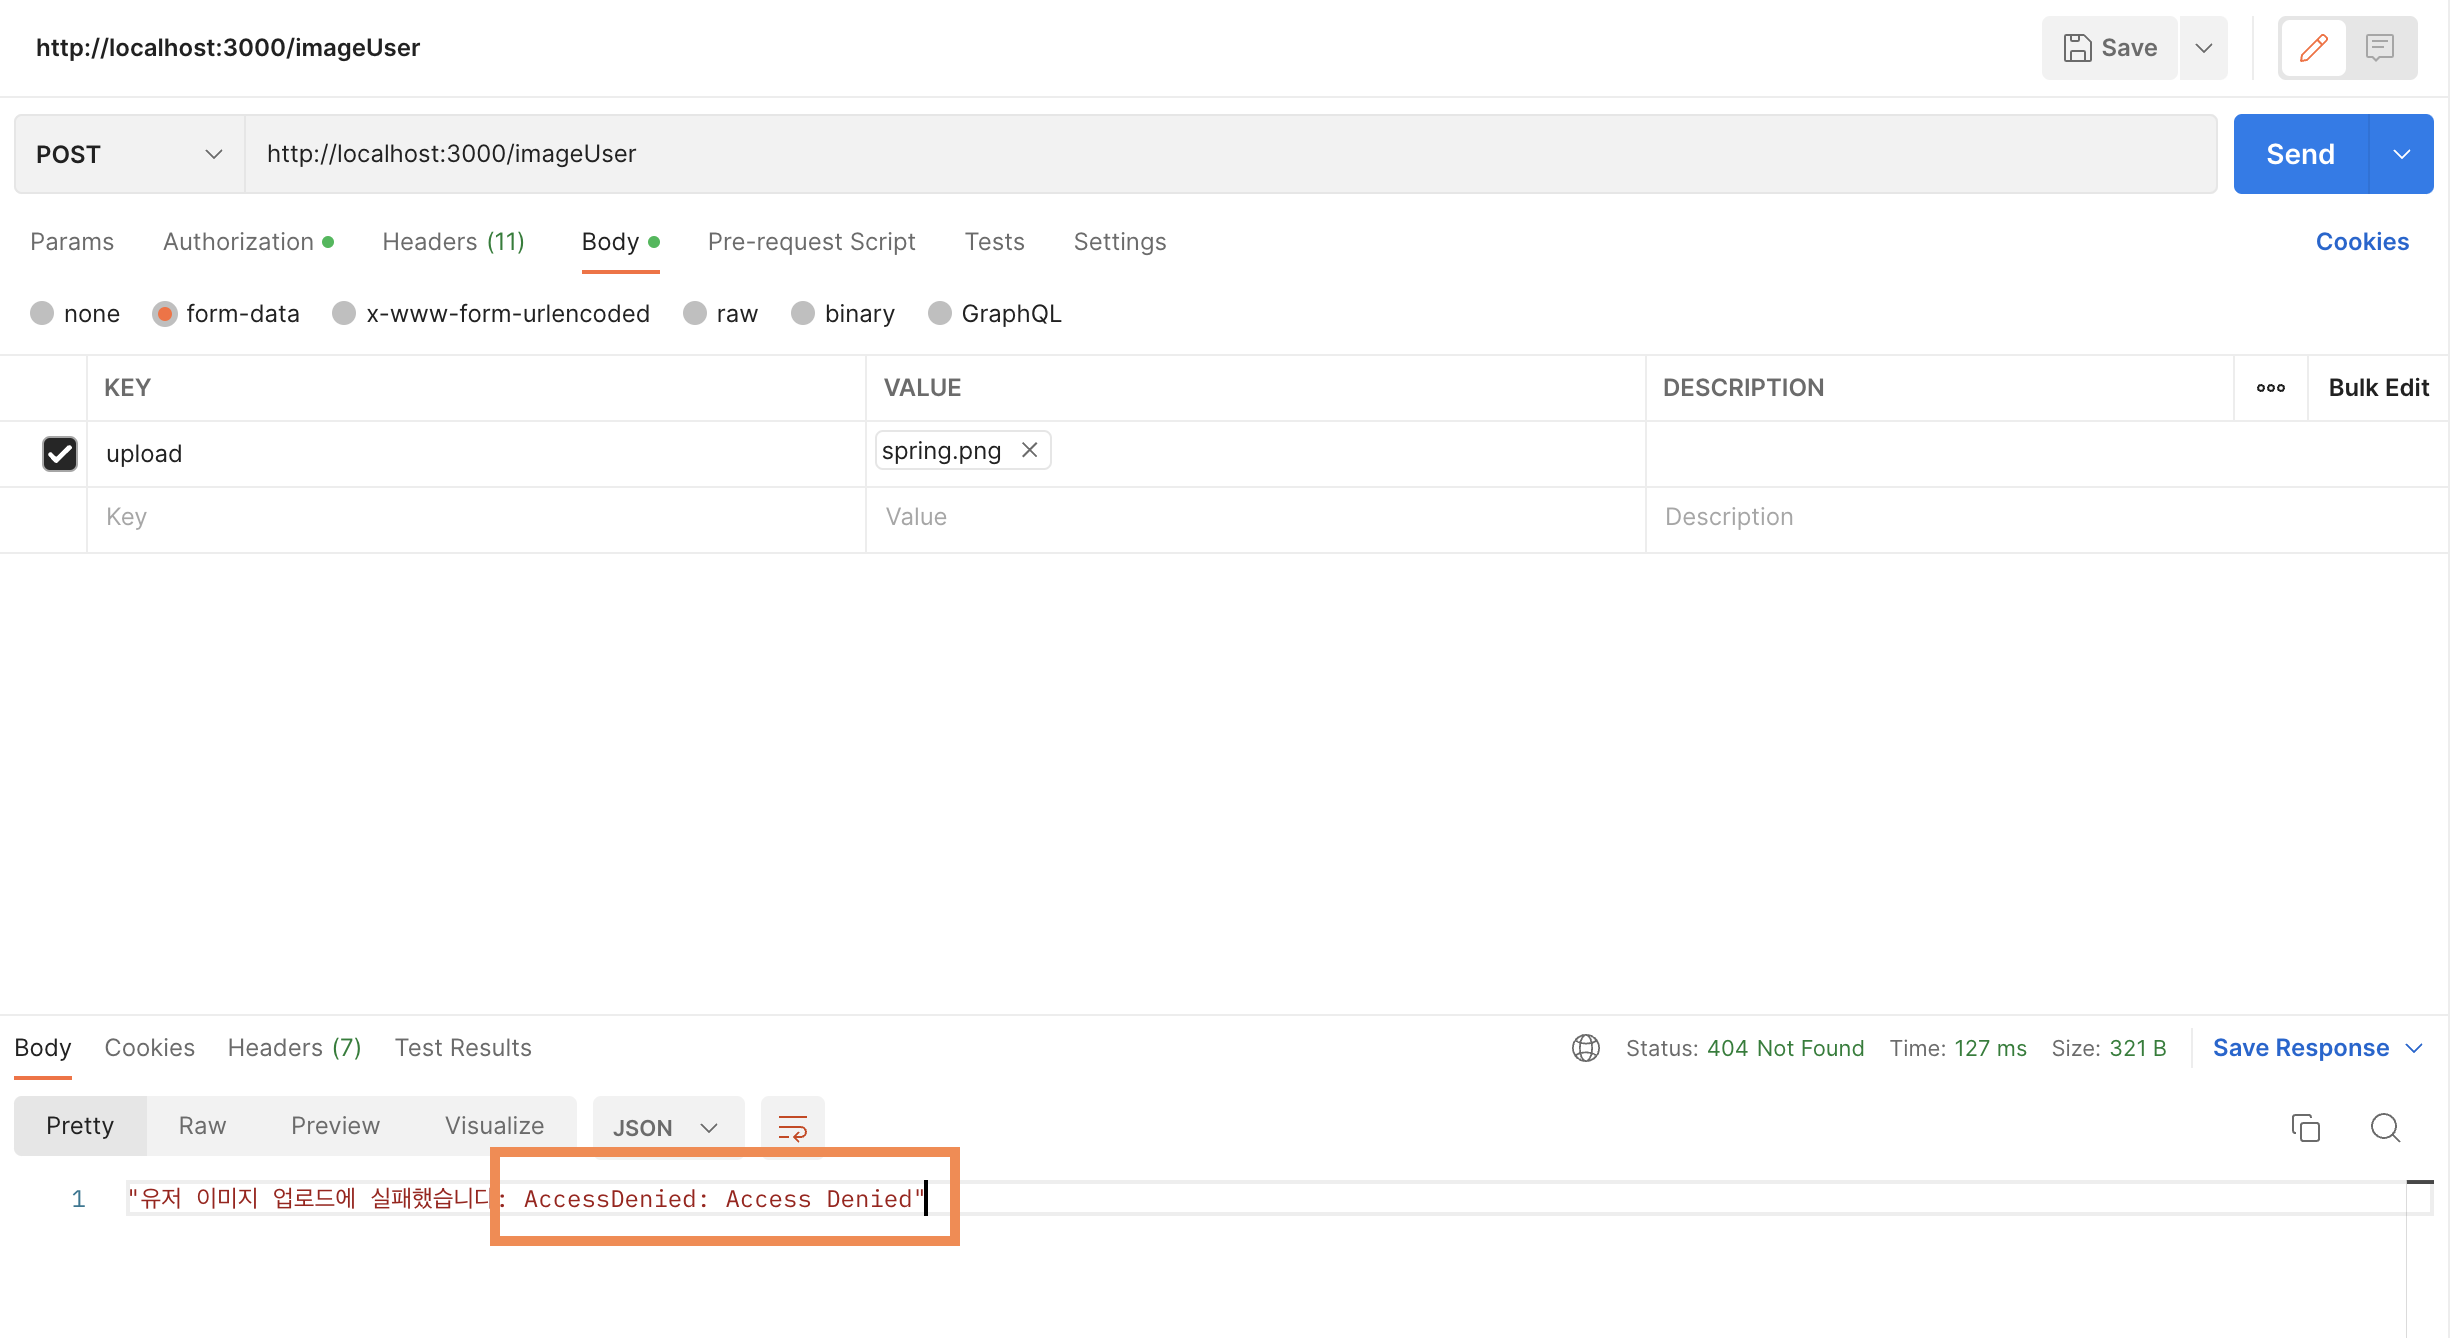 http://localhost:3000/imageUser
Save
POST
http://localhost:3000/imageUser
Send
Params Authorization Headers (11) Body Pre-request Script Tests Settings Cookies
none form-data x-www-form-urlencoded raw binary GraphQL
KEY VALUE DESCRIPTION Bulk Edit
upload spring.png
Key Value Description
Body Cookies Headers (7) Test Results Status: 404 Not Found Time: 127 ms Size: 321 B Save Response
Pretty Raw Preview Visualize JSON
1 "유저 이미지 업로드에 실패했습니다: AccessDenied: Access Denied"